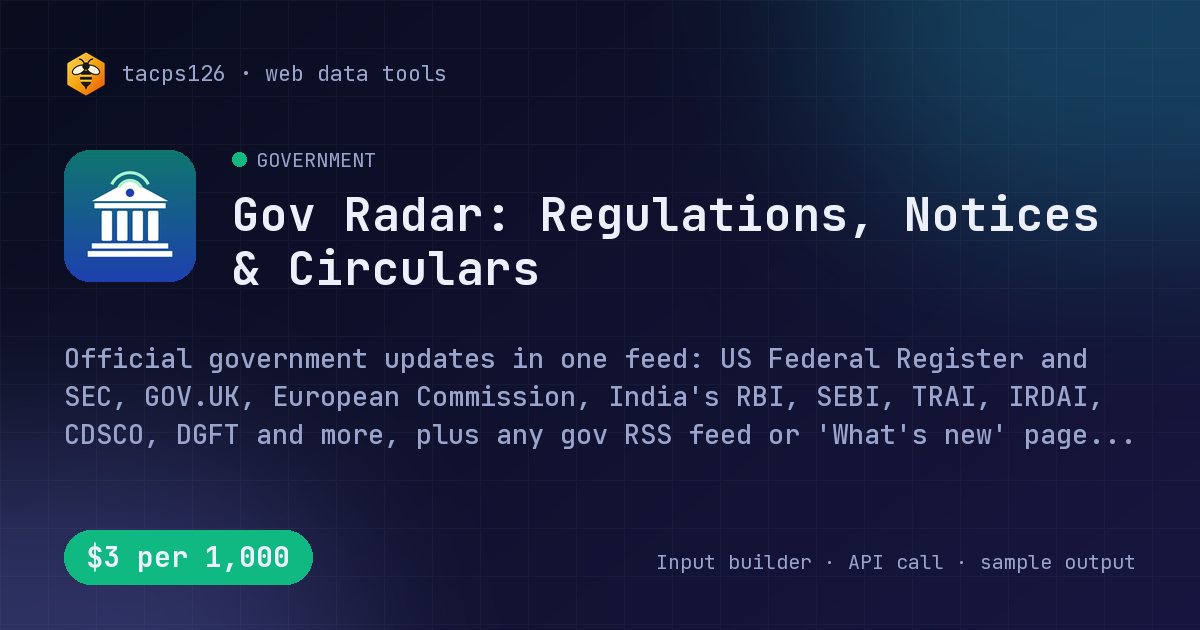 tacps126 · web data tools
GOVERNMENT
Gov Radar: Regulations, Notices
& Circulars
Official government updates in one feed: US Federal Register and
SEC, GOV.UK, European Commission, India's RBI, SEBI, TRAI, IRDAI,
CDSCO, DGFT and more, plus any gov RSS feed or 'What's new' page...
$3 per 1,000
Input builder · API call · sample output